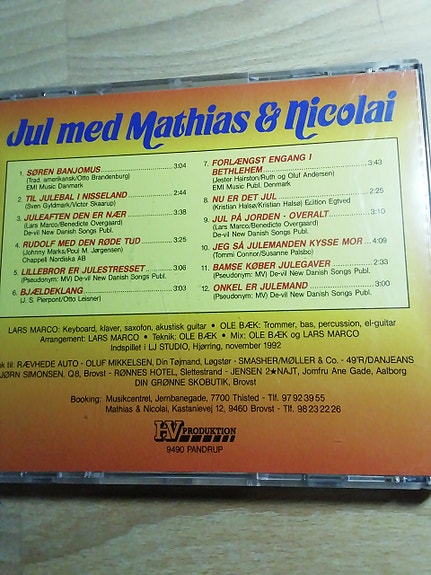 Jul med Mathias & Nicolai
1. SØREN BANJOMUS 3:04
(Trad. amerikansk/Otto Brandenburg)
EMI Music Danmark
2. TIL JULEBAL I NISSELAND 2:45
(Sven Gyldmark/Victor Skaarup)
3. JULEAFTEN DEN ER NÆR 3:38
(Lars Marco/Benedicte Overgaard)
De-vil New Danish Songs Publ.
4. RUDOLF MED DEN RØDE TUD 3:35
(Johnny Marks/Poul M. Jørgensen)
Chappell Nordiska AB
5. LILLEBROR ER JULESTRESSET 3:06
(Pseudonym: MV) De-vil New Danish Songs Publ.
6. BJÆLDEKLANG 3:04
(J. S. Pierpont/Otto Leisner)
7. FORLÆNGST ENGANG I
BETHLEHEM 3:43
(Jester Hairston/Ruth og Oluf Andersen)
EMI Music Publ. Denmark
8. NU ER DET JUL 2:25
(Kristian Halsø/Kristian Halsø) Edition Egtved
9. JUL PÅ JORDEN - OVERALT 3:10
(Lars Marco/Benedicte Overgaard)
De-vil New Danish Songs Publ.
10. JEG SÅ JULEMANDEN KYSSE MOR 4:09
(Tommi Connor/Susanne Palsbo)
11. BAMSE KØBER JULEGAVER 2:33
(Pseudonym: MV) De-vil New Danish Songs Publ.
12. ONKEL ER JULEMAND 3:00
(Pseudonym: MV) De-vil New Danish Songs Publ.
LARS MARCO: Keyboard, klaver, saxofon, akustisk guitar • OLE BÆK: Trommer, bas, percussion, el-guitar
Arrangement: LARS MARCO • Teknik: OLE BÆK • Mix: OLE BÆK og LARS MARCO
Indspillet i LJ STUDIO, Hjørring, november 1992
k til: RÆVHEDE AUTO - OLUF MIKKELSEN, Din Tøjmand, Løgstør - SMASHER/MØLLER & Co. - 49'R/DANJEANS
JØRN SIMONSEN, Q8, Brovst - RØNNES HOTEL, Slettestrand - JENSEN 2★NAJT, Jomfru Ane Gade, Aalborg
DIN GRØNNE SKOBUTIK, Brovst
Booking: Musikcentret, Jernbanegade, 7700 Thisted - Tlf. 97 92 39 55
Mathias & Nicolai, Kastanievej 12, 9460 Brovst - Tlf. 98 23 22 26
HV PRODUKTION
9490 PANDRUP